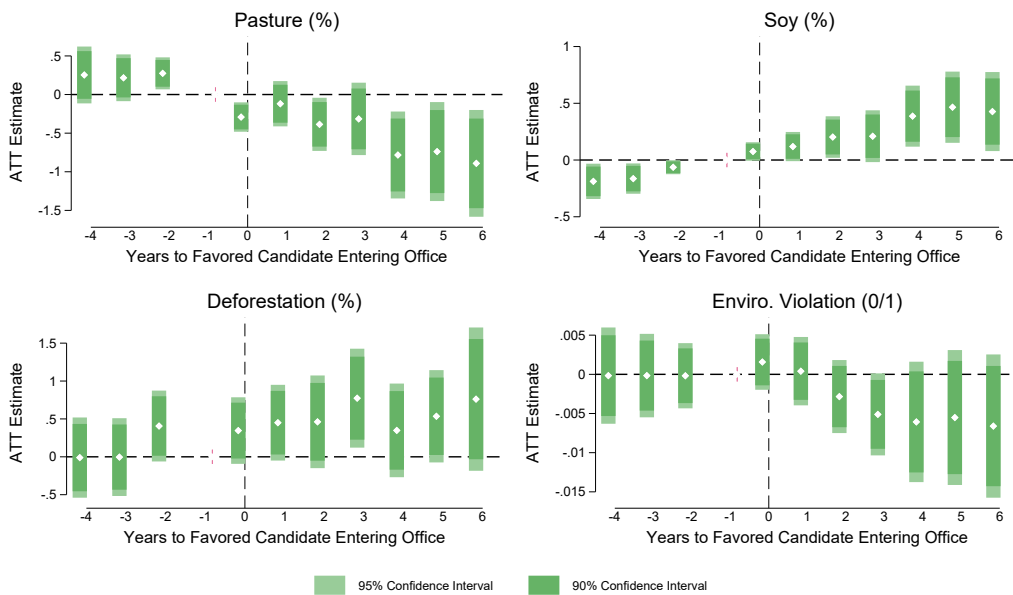 Pasture (%)
ATT Estimate
.5
0
-.5
-1
-1.5
-4 -3 -2 -1 0 1 2 3 4 5 6
Years to Favored Candidate Entering Office
Soy (%)
ATT Estimate
1
.5
0
-.5
-4 -3 -2 -1 0 1 2 3 4 5 6
Years to Favored Candidate Entering Office
Deforestation (%)
ATT Estimate
1.5
1
.5
0
-.5
-4 -3 -2 -1 0 1 2 3 4 5 6
Years to Favored Candidate Entering Office
Enviro. Violation (0/1)
ATT Estimate
.005
0
-.005
-.01
-.015
-4 -3 -2 -1 0 1 2 3 4 5 6
Years to Favored Candidate Entering Office
95% Confidence Interval 90% Confidence Interval